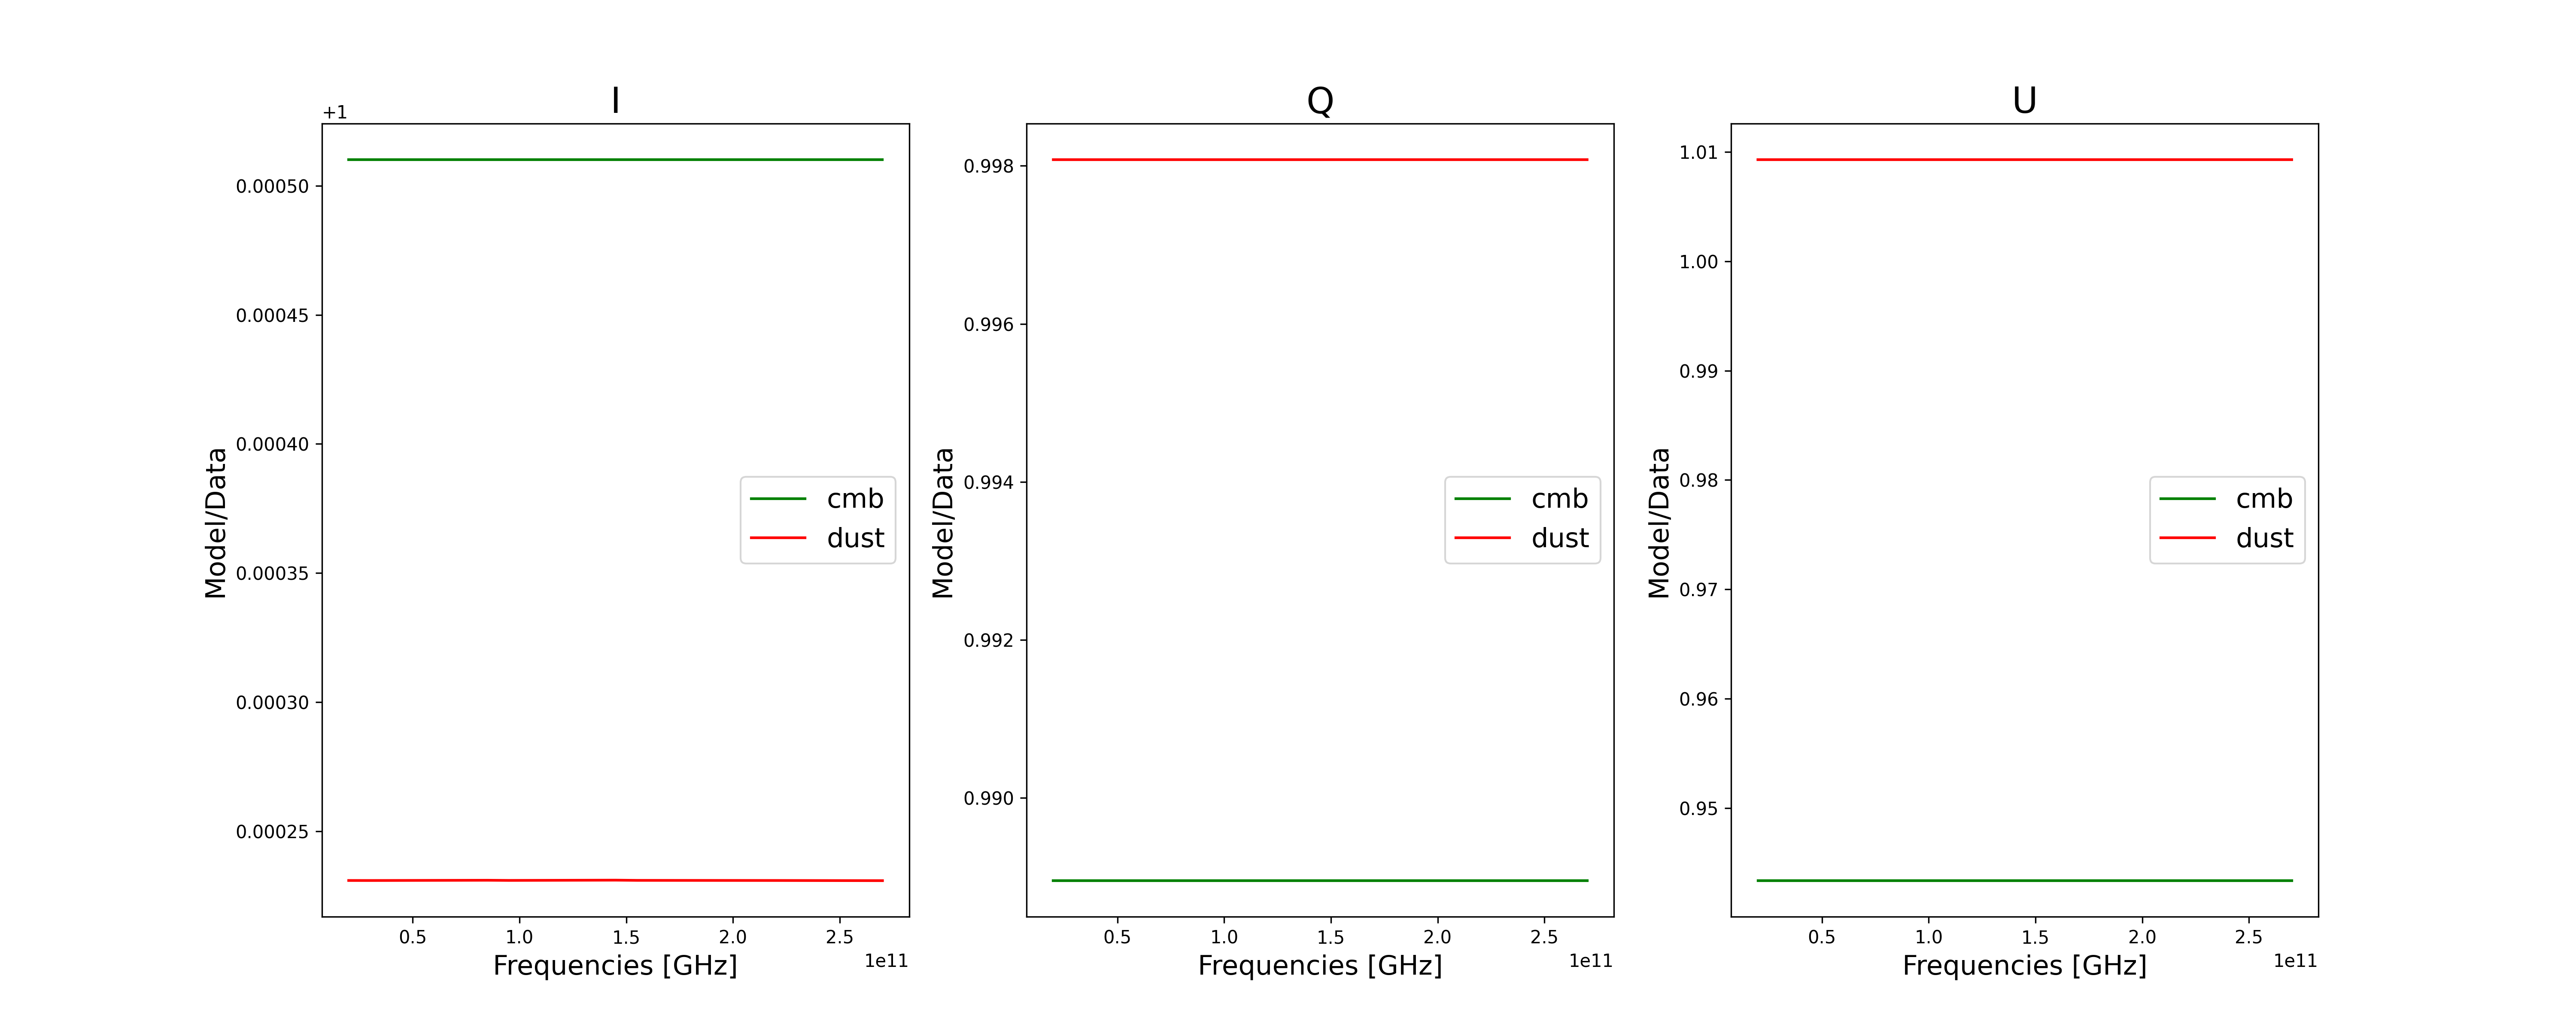 I
+1
0.00050
0.00045
0.00040
0.00035
0.00030
0.00025
Model/Data
cmb
dust
0.5 1.0 1.5 2.0 2.5
1e11
Frequencies [GHz]
Q
0.998
0.996
0.994
0.992
0.990
Model/Data
cmb
dust
0.5 1.0 1.5 2.0 2.5
1e11
Frequencies [GHz]
U
1.01
1.00
0.99
0.98
0.97
0.96
0.95
Model/Data
cmb
dust
0.5 1.0 1.5 2.0 2.5
1e11
Frequencies [GHz]